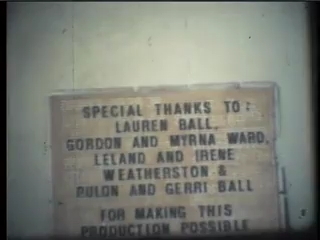 SPECIAL THANKS TO:
LAUREN BALL,
GORDON AND MYRNA WARD,
LELAND AND IRENE
WEATHERSTON &
RULON AND GERRI BALL
FOR MAKING THIS
PRODUCTION POSSIBLE